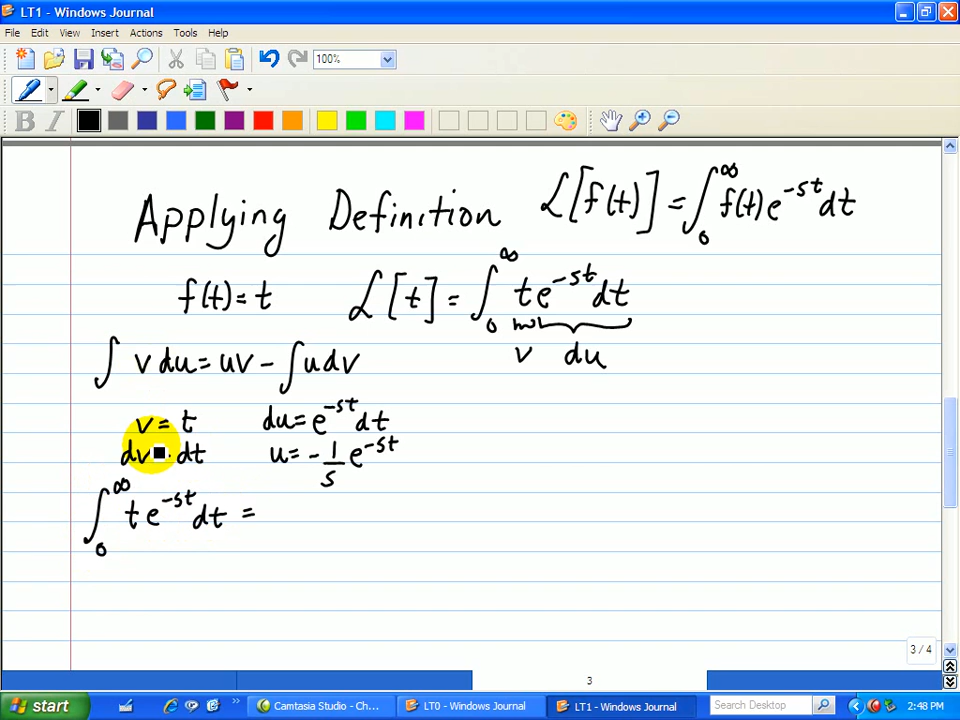 LT1 - Windows Journal
File Edit View Insert Actions Tools Help
100%
B I
Applying Definition ℒ[f(t)] = ∫₀^∞ f(t)e^{-st}dt
f(t) = t ℒ[t] = ∫₀^∞ te^{-st}dt
v du
∫ v du = uv - ∫ u dv
v = t du = e^{-st}dt
dv dt u = -1/s e^{-st}
∫₀^∞ te^{-st}dt =
3 / 4
3
start Camtasia Studio - Ch... LT0 - Windows Journal LT1 - Windows Journal Search Desktop 2:48 PM